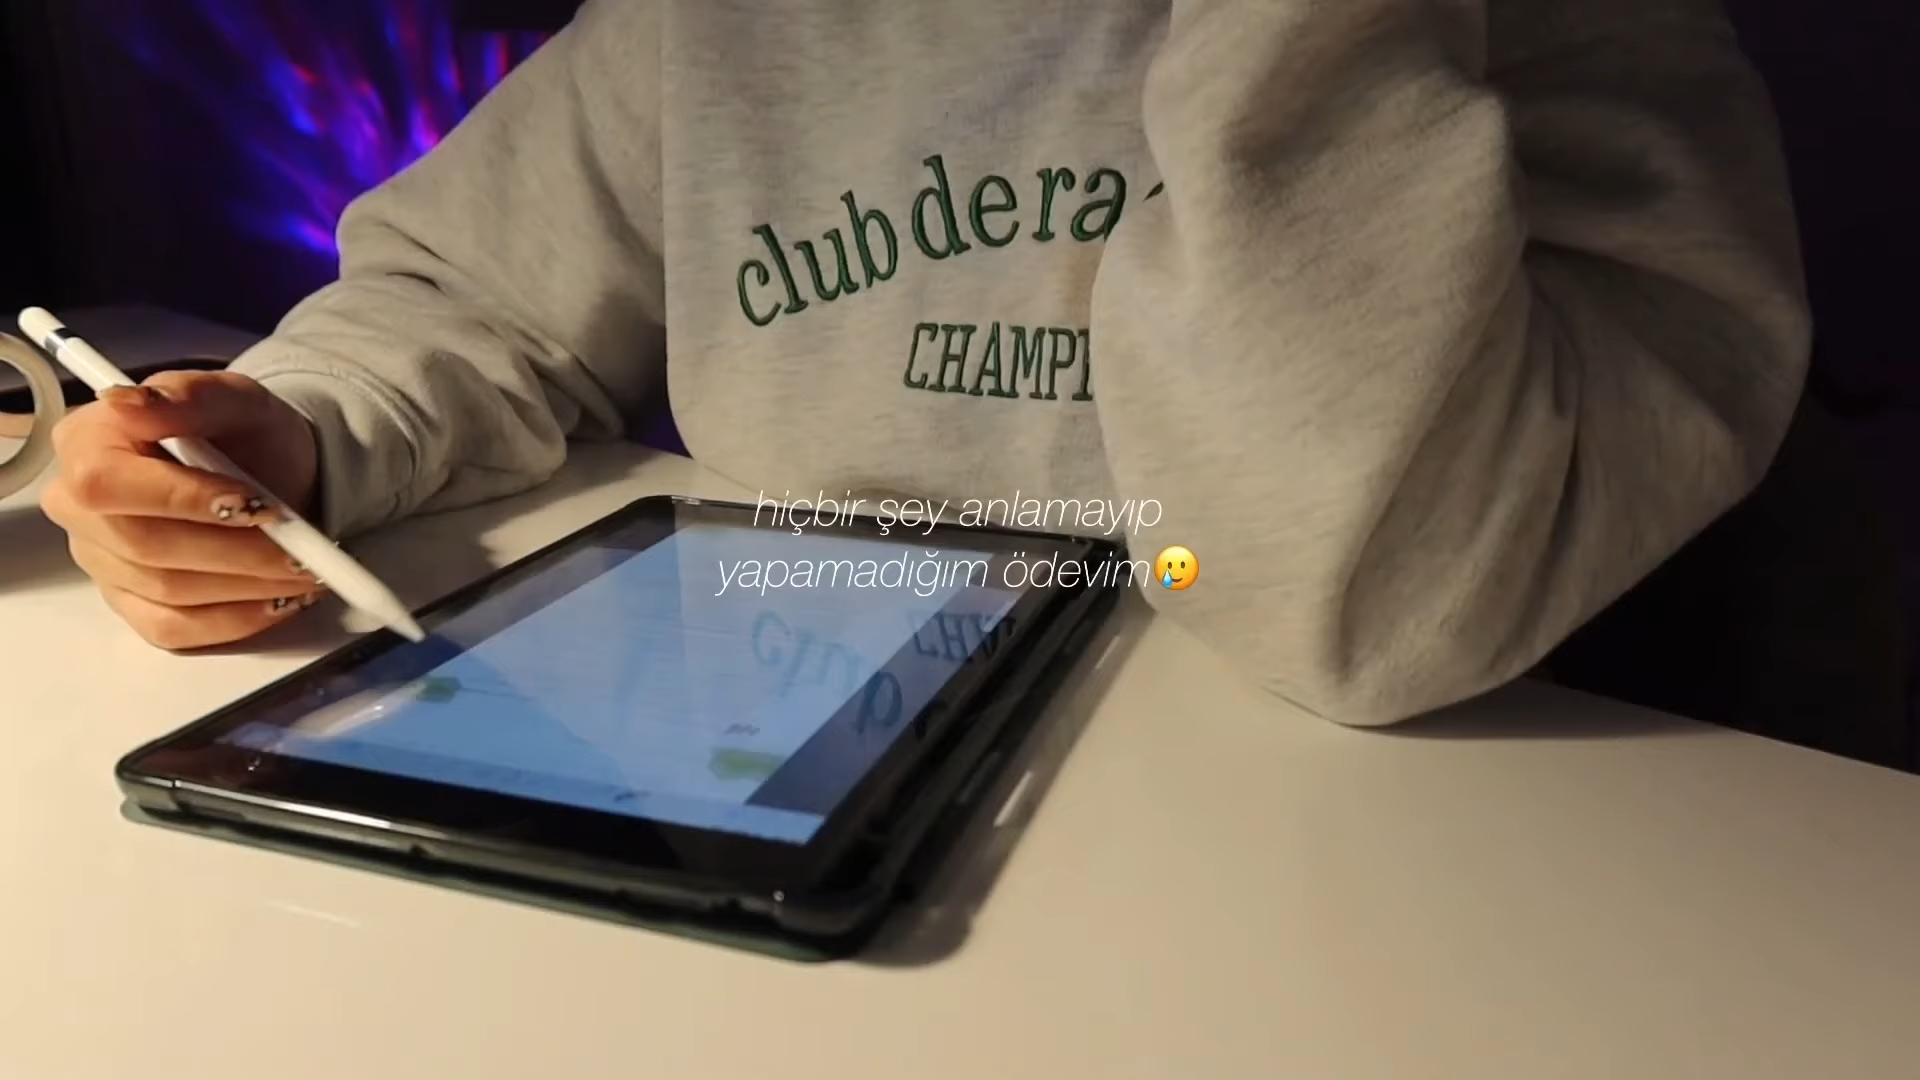 club de ra
CHAMPI
hiçbir şey anlamayıp
yapamadığım ödevim🥲